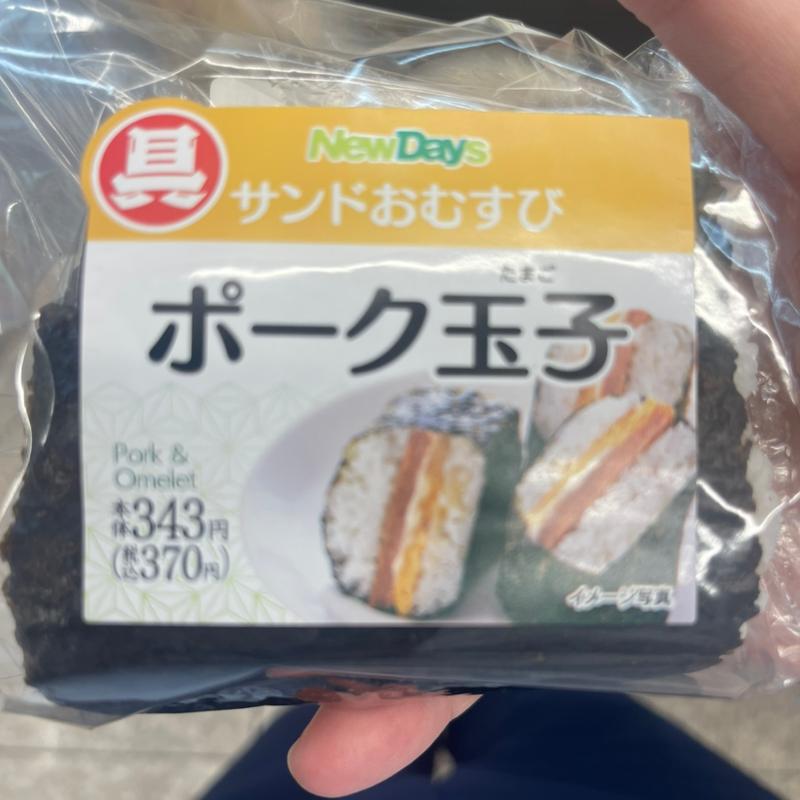 具
NewDays
サンドおむすび
たまご
ポーク玉子
Pork &
Omelet
本体343円
(税込370円)
イメージ写真